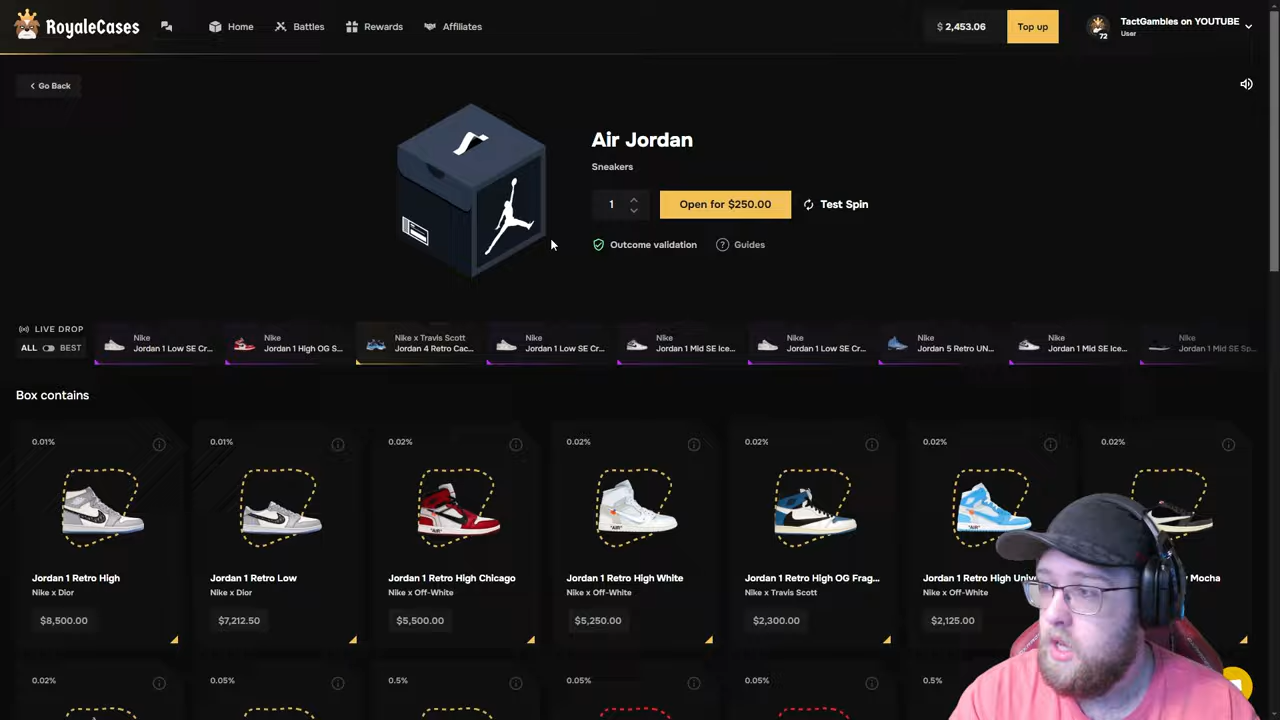 RoyaleCases
Home
Battles
Rewards
Affiliates
$ 2,453.06
Top up
72
TactGambles on YOUTUBE
User
Go Back
Air Jordan
Sneakers
1
Open for $250.00
Test Spin
Outcome validation
? Guides
LIVE DROP
ALL
BEST
Nike
Jordan 1 Low SE Cr...
Nike
Jordan 1 High OG S...
Nike x Travis Scott
Jordan 4 Retro Cac...
Nike
Jordan 1 Low SE Cr...
Nike
Jordan 1 Mid SE Ice...
Nike
Jordan 1 Low SE Cr...
Nike
Jordan 5 Retro UN...
Nike
Jordan 1 Mid SE Ice...
Nike
Jordan 1 Mid SE Sp...
Box contains
0.01%
Jordan 1 Retro High
Nike x Dior
$8,500.00
0.01%
Jordan 1 Retro Low
Nike x Dior
$7,212.50
0.02%
Jordan 1 Retro High Chicago
Nike x Off-White
$5,500.00
0.02%
Jordan 1 Retro High White
Nike x Off-White
$5,250.00
0.02%
Jordan 1 Retro High OG Frag...
Nike x Travis Scott
$2,300.00
0.02%
Jordan 1 Retro High
Nike x Off-White
$2,125.00
0.02%
Mocha
0.02%
0.05%
0.5%
0.05%
0.05%
0.5%